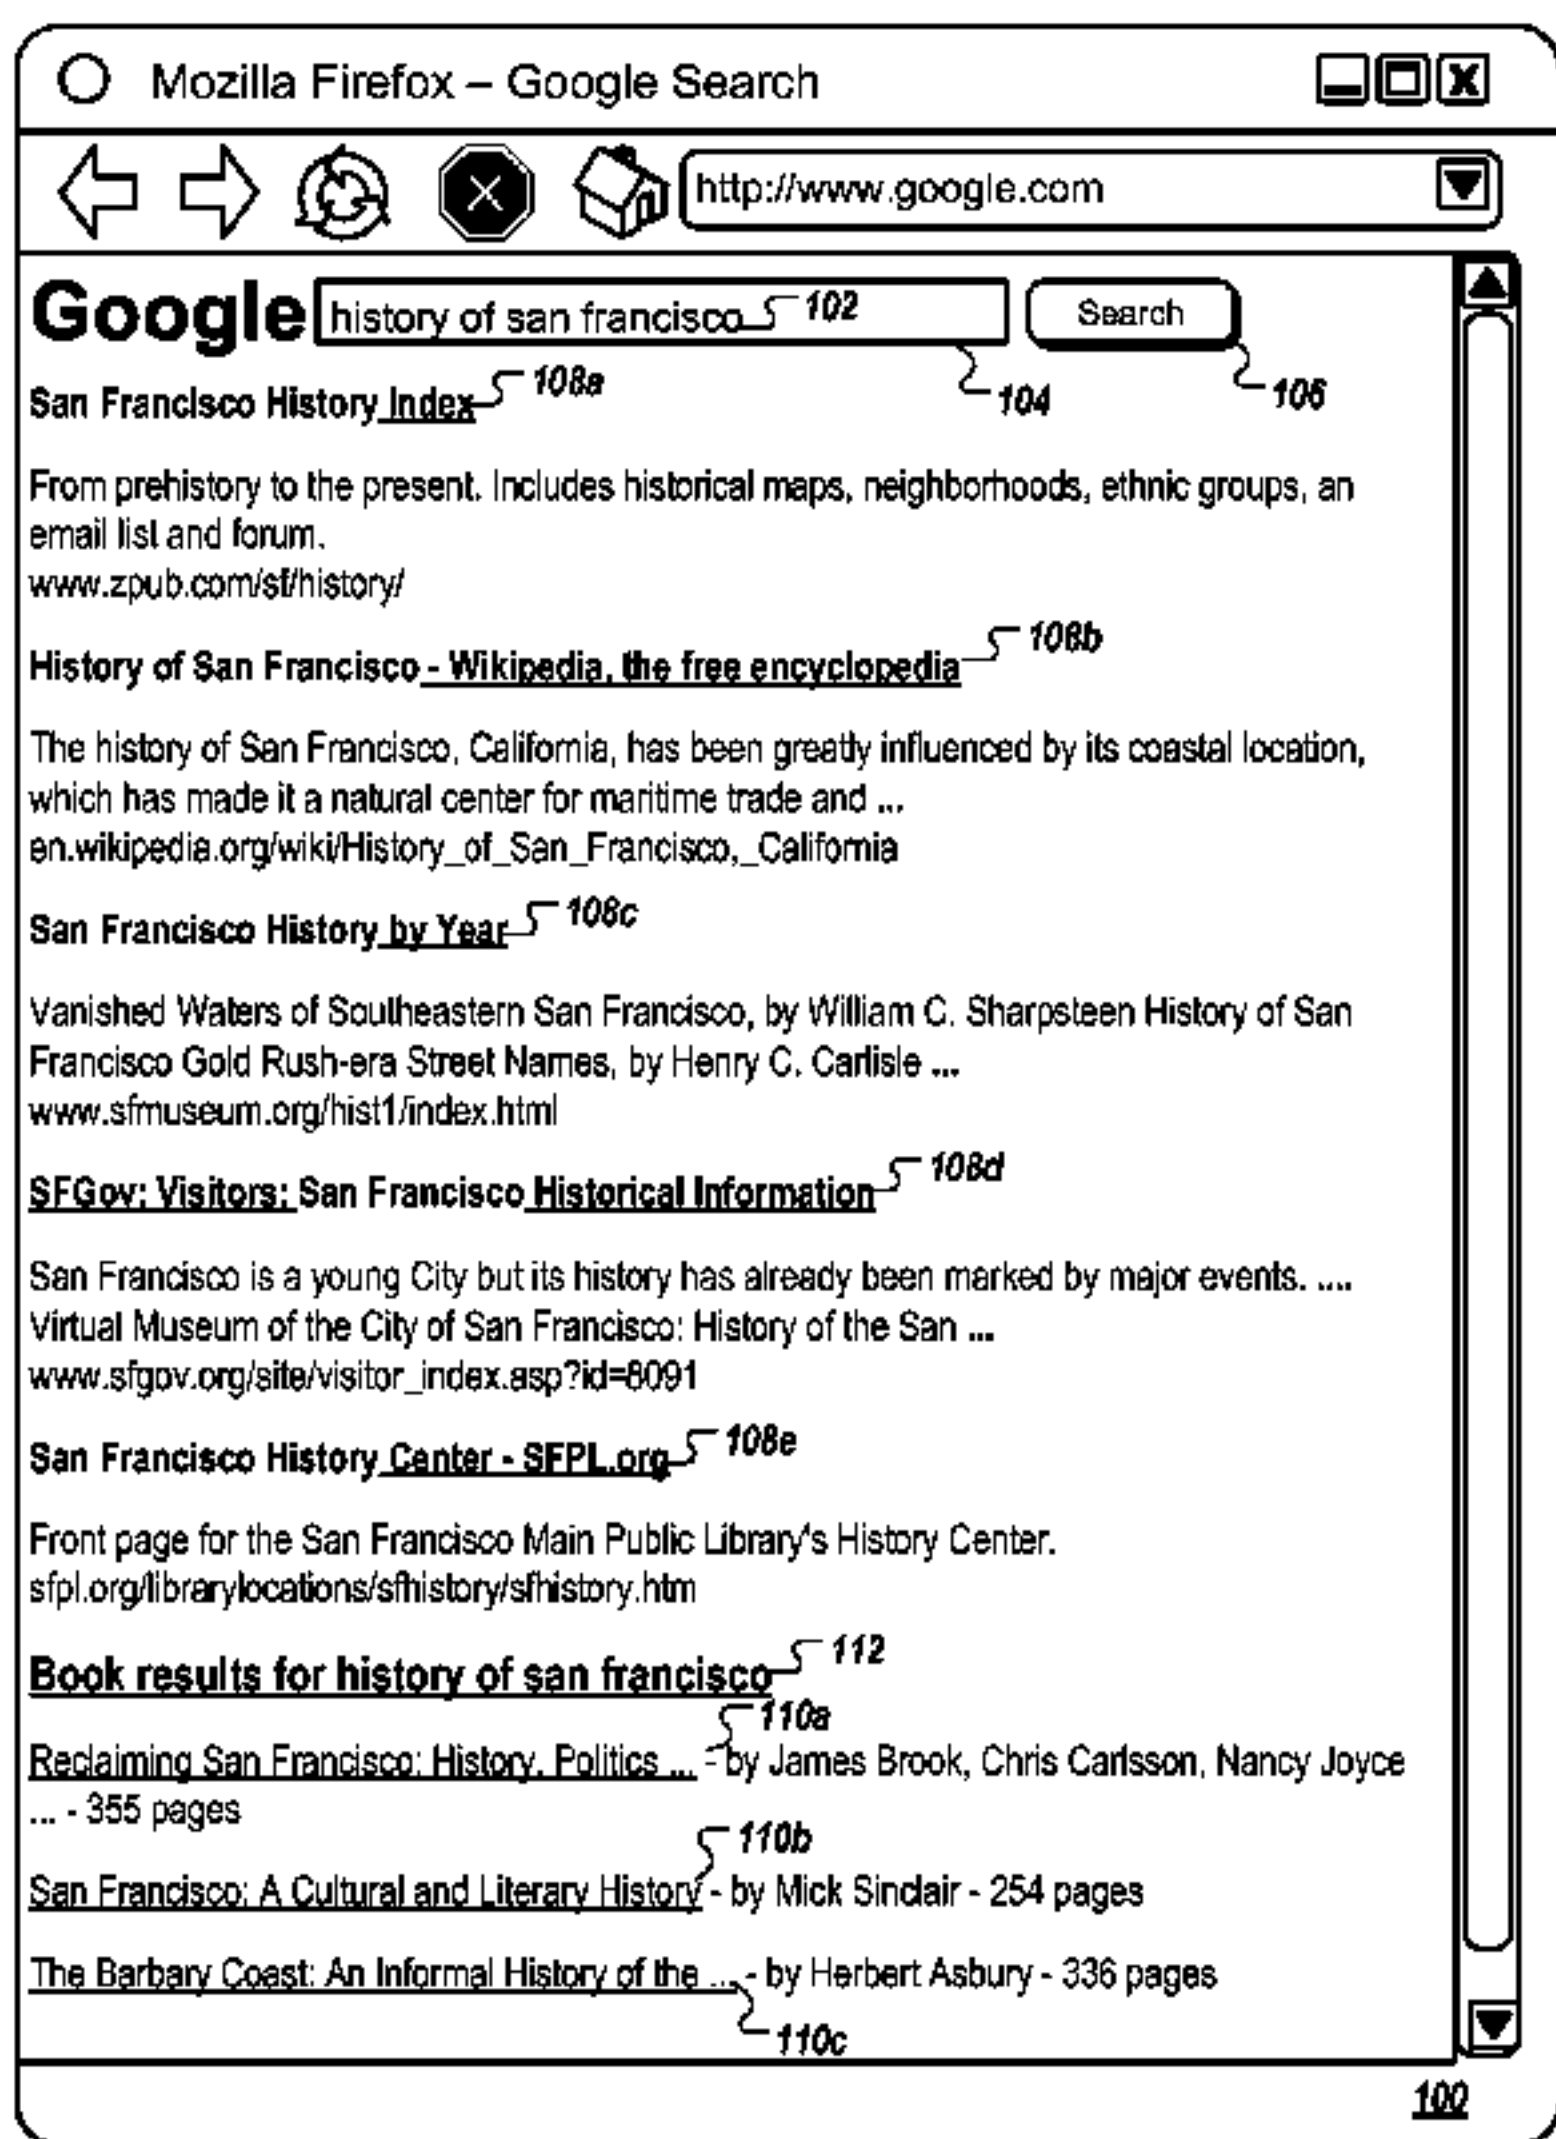 Mozilla Firefox – Google Search
http://www.google.com
Google history of san francisco 102 Search
San Francisco History Index 108a 104 106
From prehistory to the present. Includes historical maps, neighborhoods, ethnic groups, an
email list and forum.
www.zpub.com/sf/history/
History of San Francisco - Wikipedia, the free encyclopedia 108b
The history of San Francisco, California, has been greatly influenced by its coastal location,
which has made it a natural center for maritime trade and ...
en.wikipedia.org/wiki/History_of_San_Francisco,_California
San Francisco History by Year 108c
Vanished Waters of Southeastern San Francisco, by William C. Sharpsteen History of San
Francisco Gold Rush-era Street Names, by Henry C. Carlisle ...
www.sfmuseum.org/hist1/index.html
SFGov: Visitors: San Francisco Historical Information 108d
San Francisco is a young City but its history has already been marked by major events. ....
Virtual Museum of the City of San Francisco: History of the San ...
www.sfgov.org/site/visitor_index.asp?id=8091
San Francisco History Center - SFPL.org 108e
Front page for the San Francisco Main Public Library's History Center.
sfpl.org/librarylocations/sfhistory/sfhistory.htm
Book results for history of san francisco 112
110a
Reclaiming San Francisco: History, Politics ... - by James Brook, Chris Carlsson, Nancy Joyce
... - 355 pages
110b
San Francisco: A Cultural and Literary History - by Mick Sinclair - 254 pages
The Barbary Coast: An Informal History of the ... - by Herbert Asbury - 336 pages
110c
100